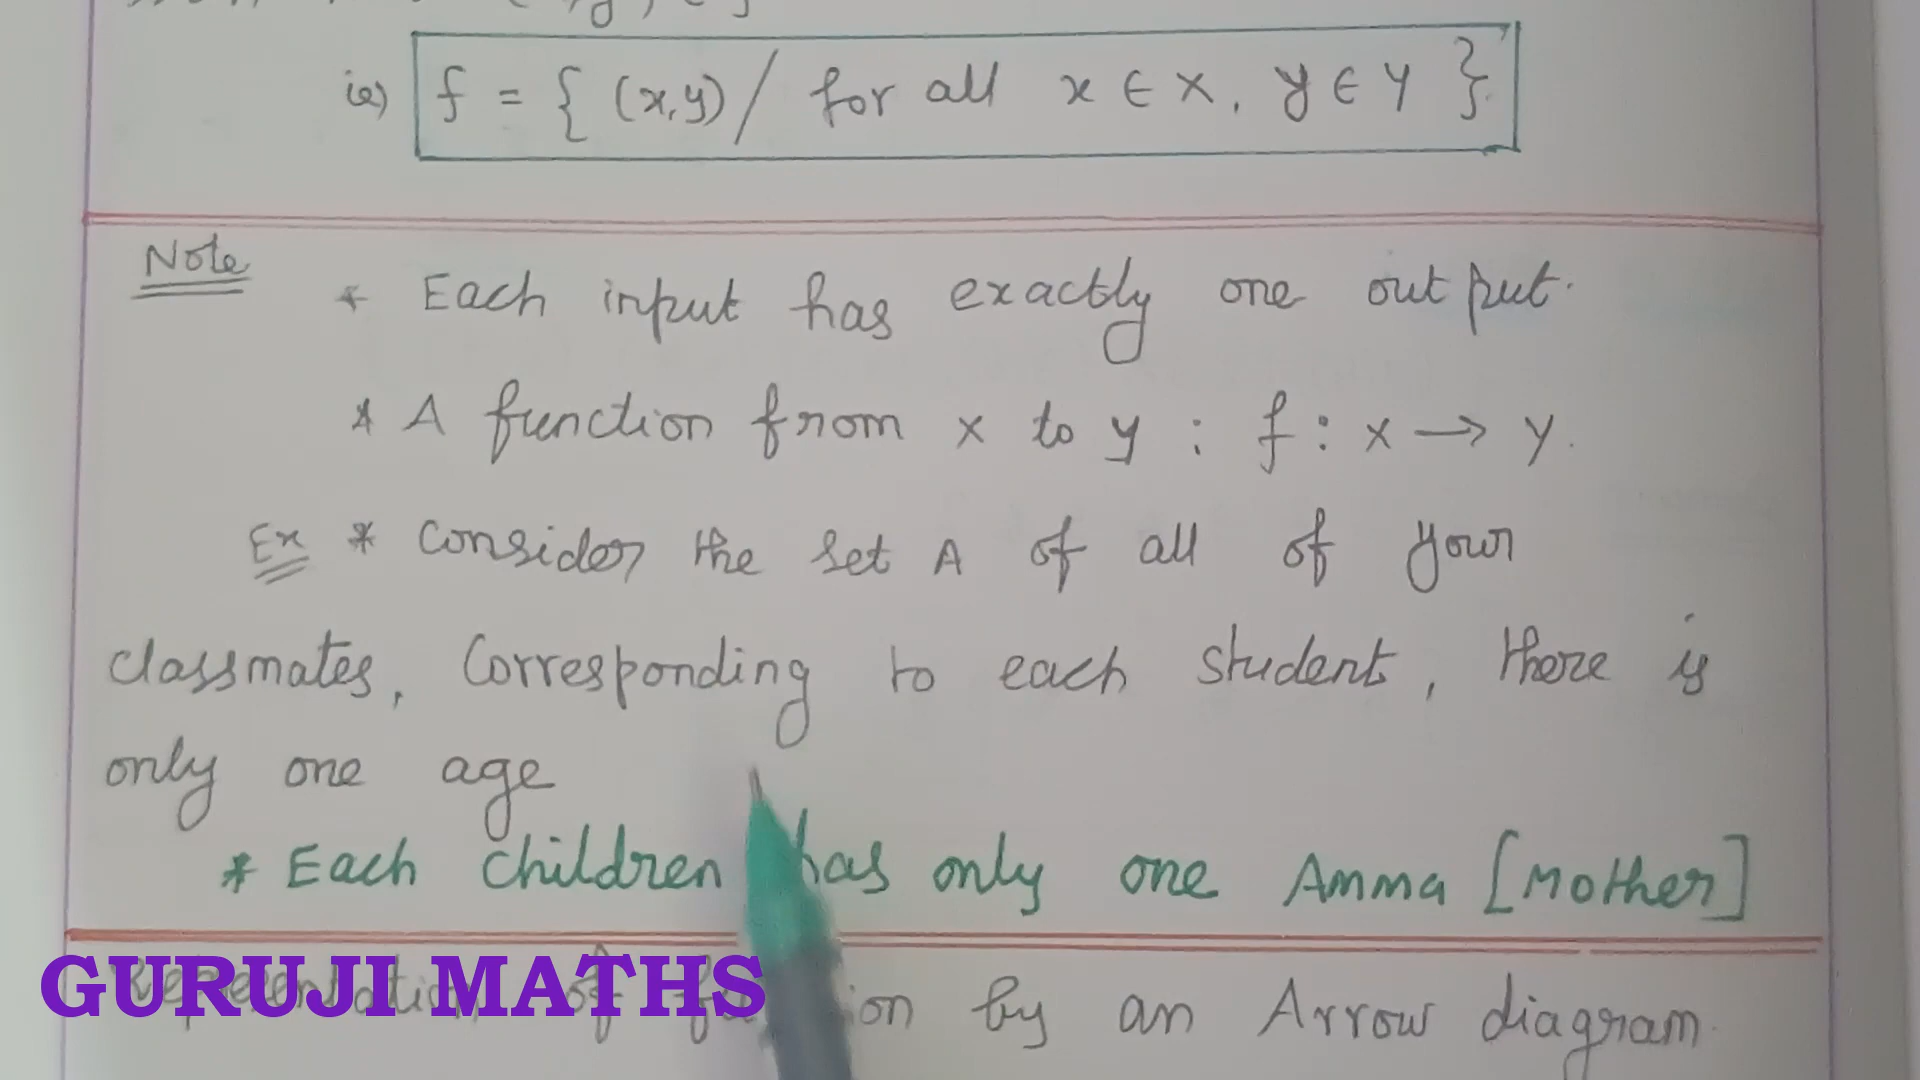 ie) f = { (x,y) / for all x ∈ X, y ∈ Y }
Note
* Each input has exactly one output.
* A function from x to y : f : x → y.
Ex * Consider the set A of all of your
classmates, Corresponding to each student, there is
only one age
* Each children has only one Amma [Mother]
GURUJI MATHS
by an Arrow diagram.